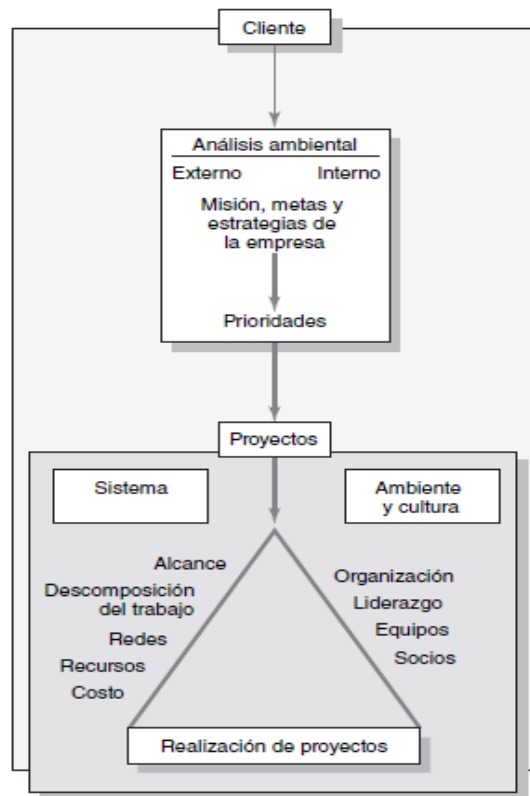 Cliente
Análisis ambiental
Externo Interno
Misión, metas y
estrategias de
la empresa
Prioridades
Proyectos
Sistema
Ambiente
y cultura
Alcance
Descomposición
del trabajo
Redes
Recursos
Costo
Organización
Liderazgo
Equipos
Socios
Realización de proyectos